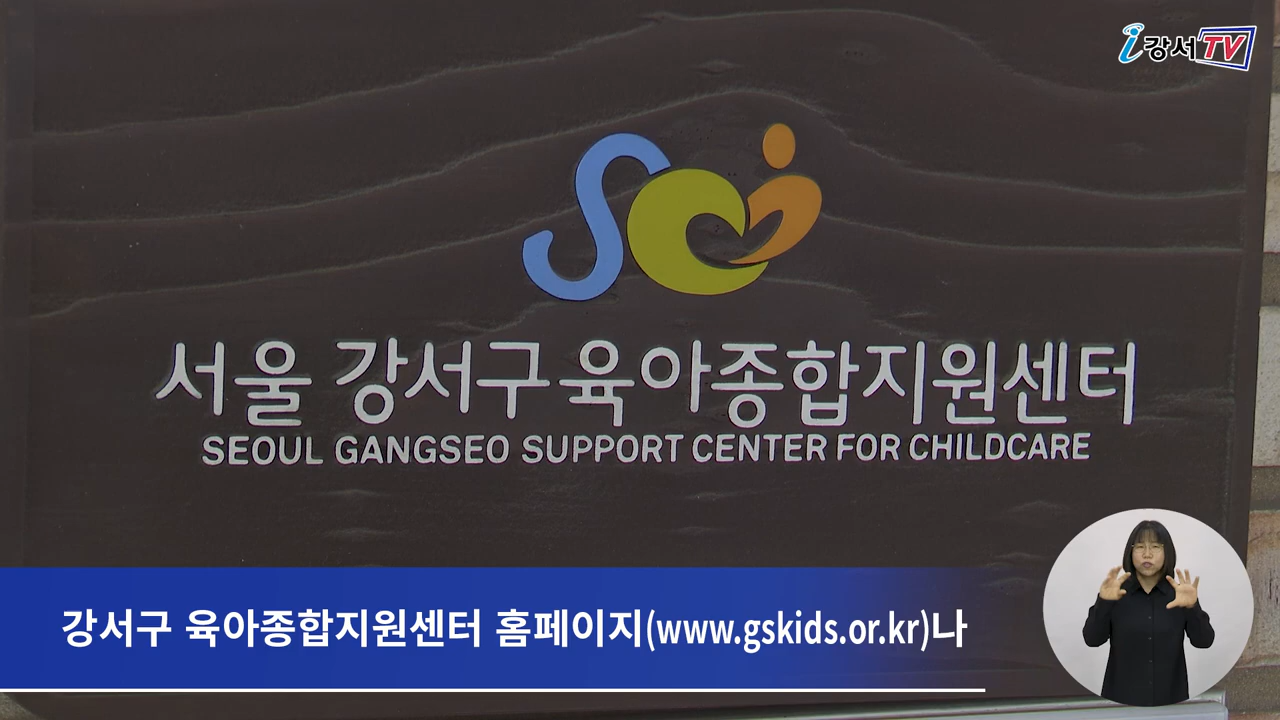 i강서TV
sci
서울 강서구육아종합지원센터
SEOUL GANGSEO SUPPORT CENTER FOR CHILDCARE
강서구 육아종합지원센터 홈페이지(www.gskids.or.kr)나